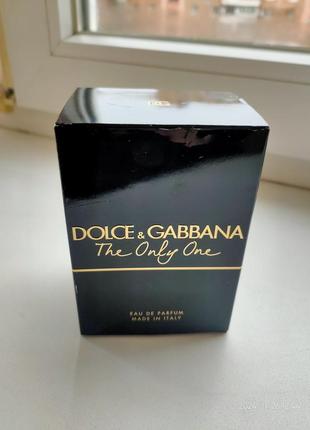 DOLCE & GABBANA
The Only One
EAU DE PARFUM
MADE IN ITALY